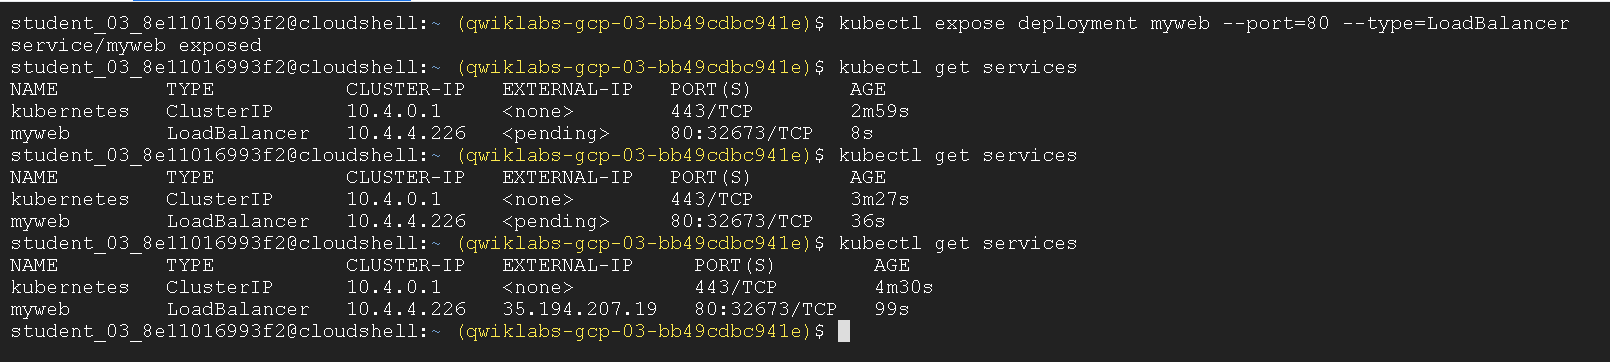 student_03_8e11016993f2@cloudshell:~ (qwiklabs-gcp-03-bb49cdbc941e)$ kubectl expose deployment myweb --port=80 --type=LoadBalancer
service/myweb exposed
student_03_8e11016993f2@cloudshell:~ (qwiklabs-gcp-03-bb49cdbc941e)$ kubectl get services
NAME         TYPE           CLUSTER-IP   EXTERNAL-IP   PORT(S)        AGE
kubernetes   ClusterIP      10.4.0.1     <none>        443/TCP        2m59s
myweb        LoadBalancer   10.4.4.226   <pending>     80:32673/TCP   8s
student_03_8e11016993f2@cloudshell:~ (qwiklabs-gcp-03-bb49cdbc941e)$ kubectl get services
NAME         TYPE           CLUSTER-IP   EXTERNAL-IP   PORT(S)        AGE
kubernetes   ClusterIP      10.4.0.1     <none>        443/TCP        3m27s
myweb        LoadBalancer   10.4.4.226   <pending>     80:32673/TCP   36s
student_03_8e11016993f2@cloudshell:~ (qwiklabs-gcp-03-bb49cdbc941e)$ kubectl get services
NAME         TYPE           CLUSTER-IP   EXTERNAL-IP     PORT(S)        AGE
kubernetes   ClusterIP      10.4.0.1     <none>          443/TCP        4m30s
myweb        LoadBalancer   10.4.4.226   35.194.207.19   80:32673/TCP   99s
student_03_8e11016993f2@cloudshell:~ (qwiklabs-gcp-03-bb49cdbc941e)$